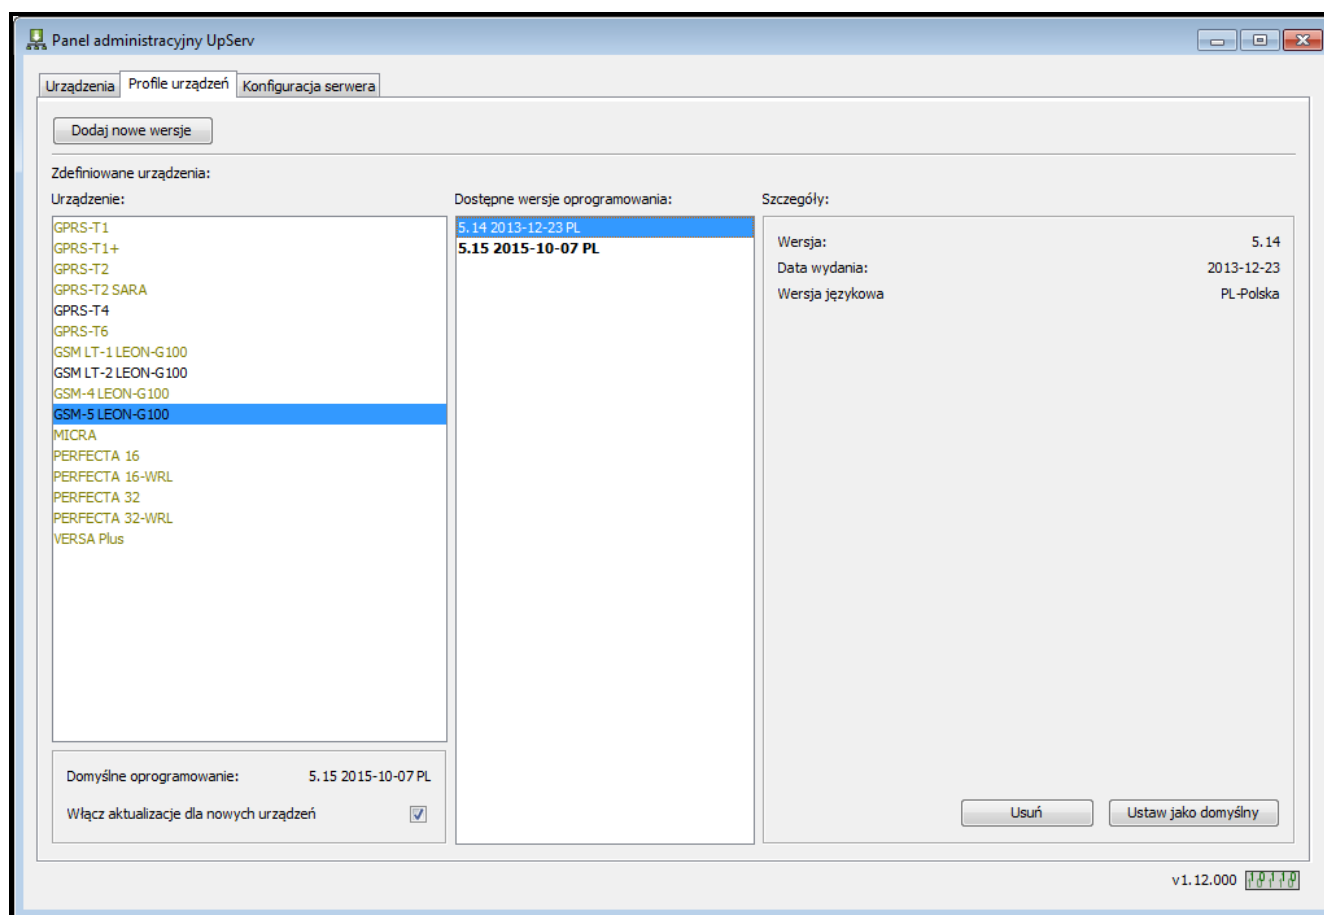 Panel administracyjny UpServ
Urządzenia Profile urządzeń Konfiguracja serwera
Dodaj nowe wersje
Zdefiniowane urządzenia:
Urządzenie:
GPRS-T1
GPRS-T1+
GPRS-T2
GPRS-T2 SARA
GPRS-T4
GPRS-T6
GSM LT-1 LEON-G100
GSM LT-2 LEON-G100
GSM-4 LEON-G100
GSM-5 LEON-G100
MICRA
PERFECTA 16
PERFECTA 16-WRL
PERFECTA 32
PERFECTA 32-WRL
VERSA Plus
Domyślne oprogramowanie: 5.15 2015-10-07 PL
Włącz aktualizacje dla nowych urządzeń
Dostępne wersje oprogramowania:
5.14 2013-12-23 PL
5.15 2015-10-07 PL
Szczegóły:
Wersja: 5.14
Data wydania: 2013-12-23
Wersja językowa PL-Polska
Usuń Ustaw jako domyślny
v1.12.000